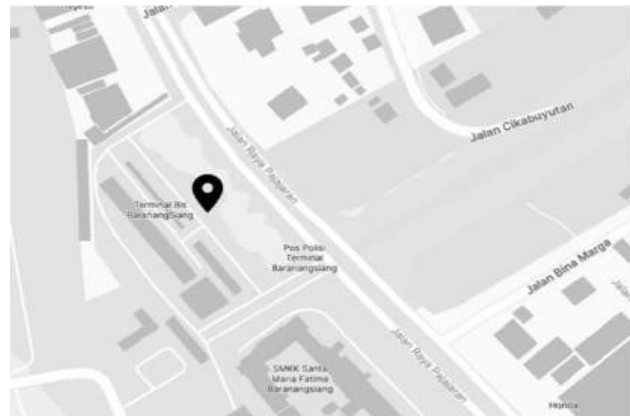 Jalan
Jalan Raya Pajajaran
Jalan Cikabuyutan
Terminal Bis
BaranangSiang
Pos Polisi
Terminal
Baranangsiang
Jalan Bina Marga
Jalan Raya Pajajaran
SMKK Santa
Maria Fatima
Baranangsiang
Honda